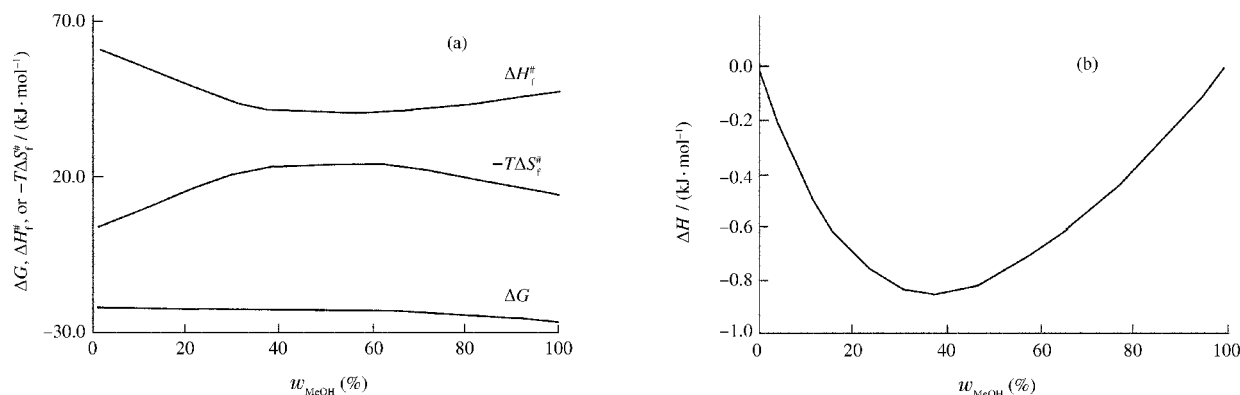 (a)
70.0
20.0
−30.0
ΔG, ΔH_f^#, or −TΔS_f^# / (kJ·mol⁻¹)
ΔH_f^#
−TΔS_f^#
ΔG
0 20 40 60 80 100
w_MeOH (%)
(b)
0.0
−0.2
−0.4
−0.6
−0.8
−1.0
ΔH / (kJ·mol⁻¹)
0 20 40 60 80 100
w_MeOH (%)